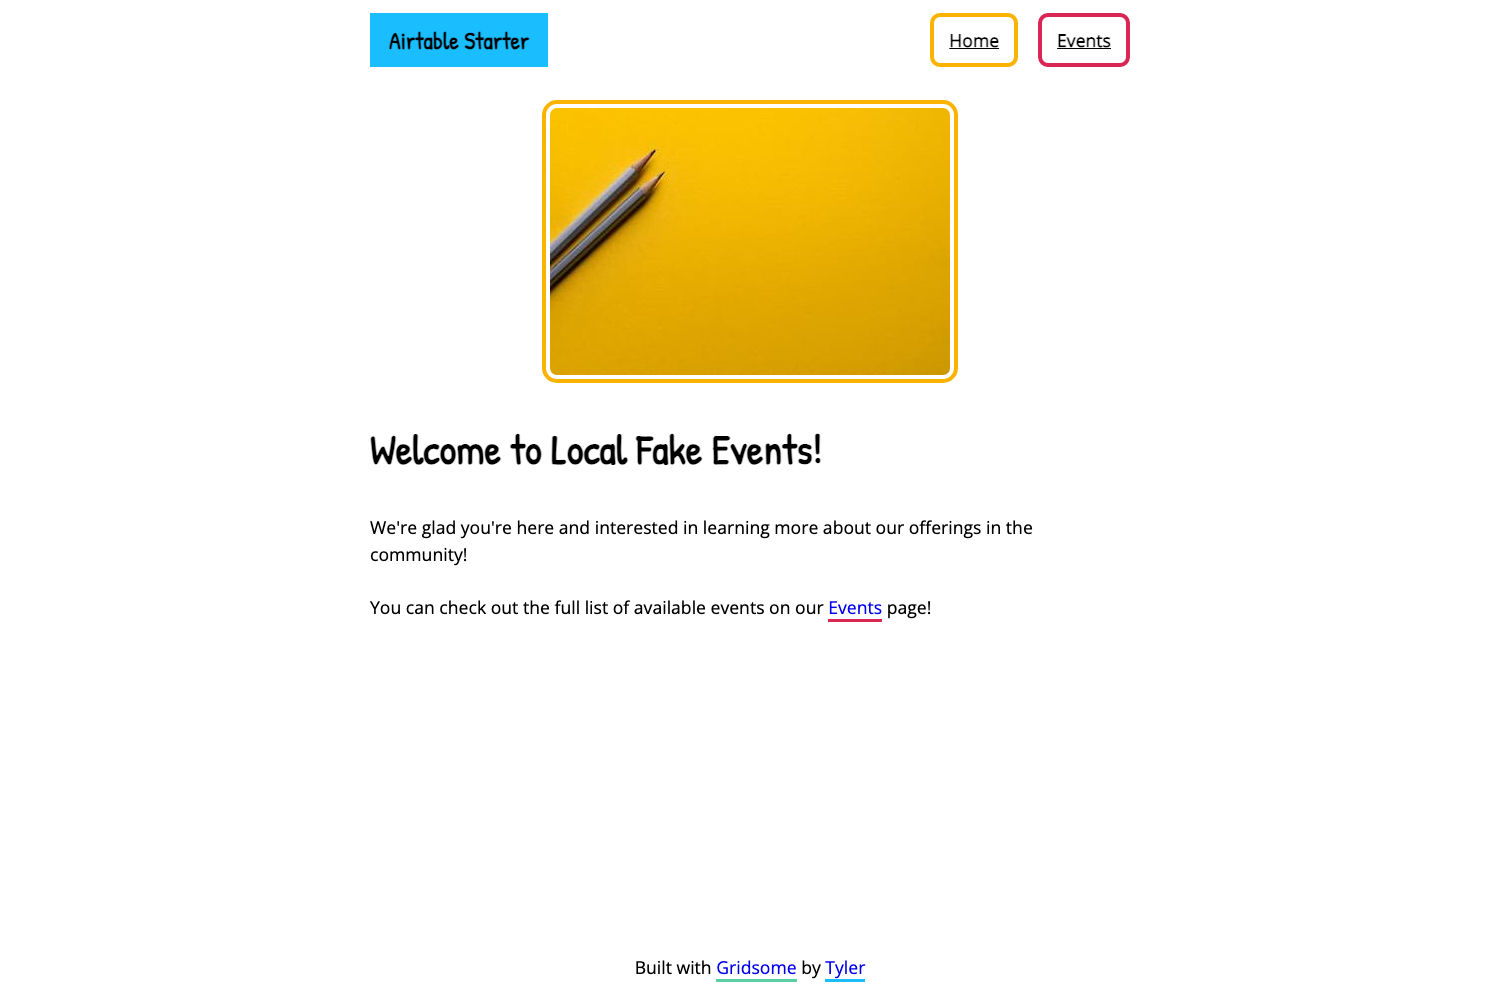 Airtable Starter
Home
Events
Welcome to Local Fake Events!
We're glad you're here and interested in learning more about our offerings in the
community!
You can check out the full list of available events on our Events page!
Built with Gridsome by Tyler